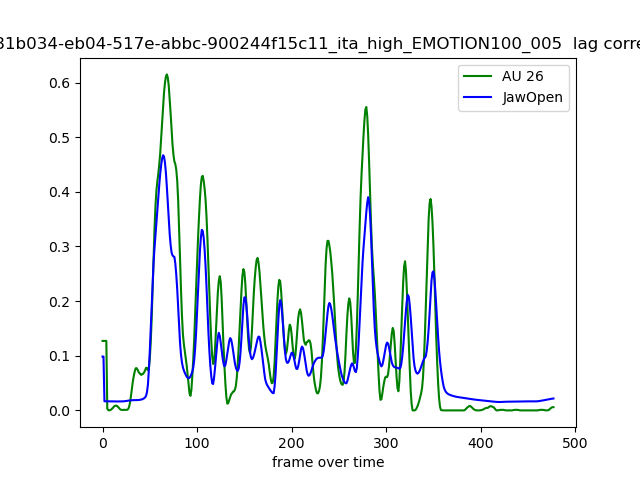 31b034-eb04-517e-abbc-900244f15c11_ita_high_EMOTION100_005 lag corre
AU 26
JawOpen
0.6
0.5
0.4
0.3
0.2
0.1
0.0
0 100 200 300 400 500
frame over time